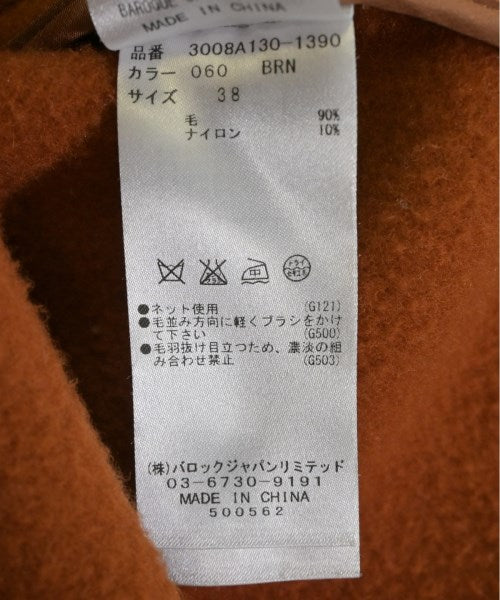 BAROQUE
MADE IN CHINA
品番 3008A130-1390
カラー 060 BRN
サイズ 38
毛 90%
ナイロン 10%
●ネット使用 (G121)
●毛並み方向に軽くブラシをかけ
て下さい (G500)
●毛羽抜け目立つため、濃淡の組
み合わせ禁止 (G503)
(株)バロックジャパンリミテッド
03-6730-9191
MADE IN CHINA
500562